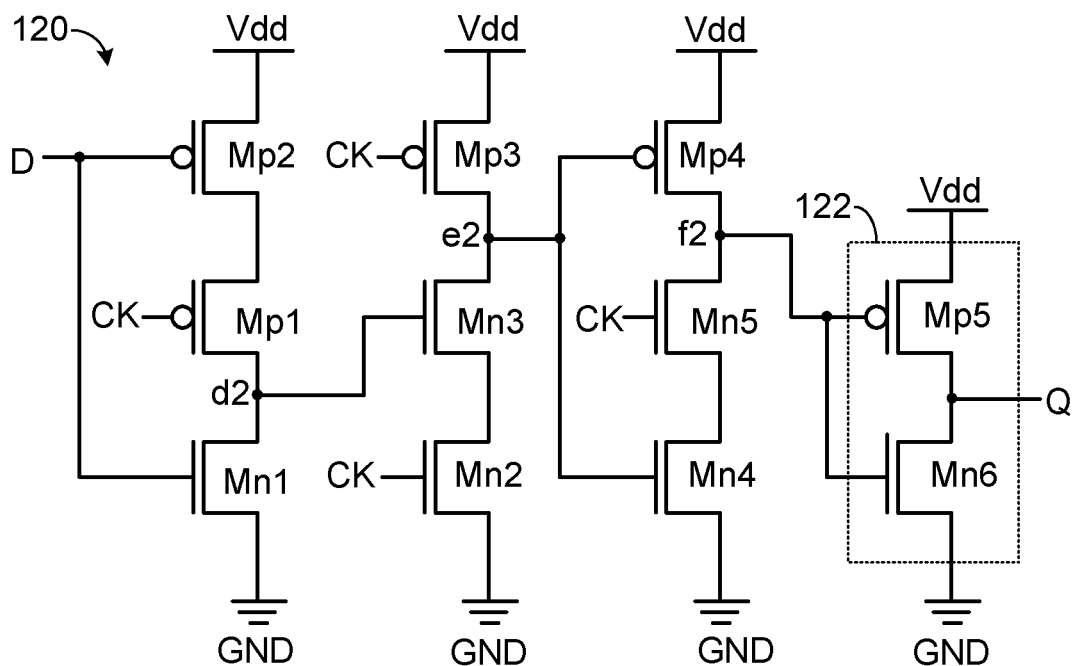 120
Vdd
Vdd
Vdd
D
Mp2
CK
Mp3
Mp4
Vdd
122
e2
f2
CK
Mp1
Mn3
CK
Mn5
Mp5
d2
Q
Mn1
CK
Mn2
Mn4
Mn6
GND
GND
GND
GND